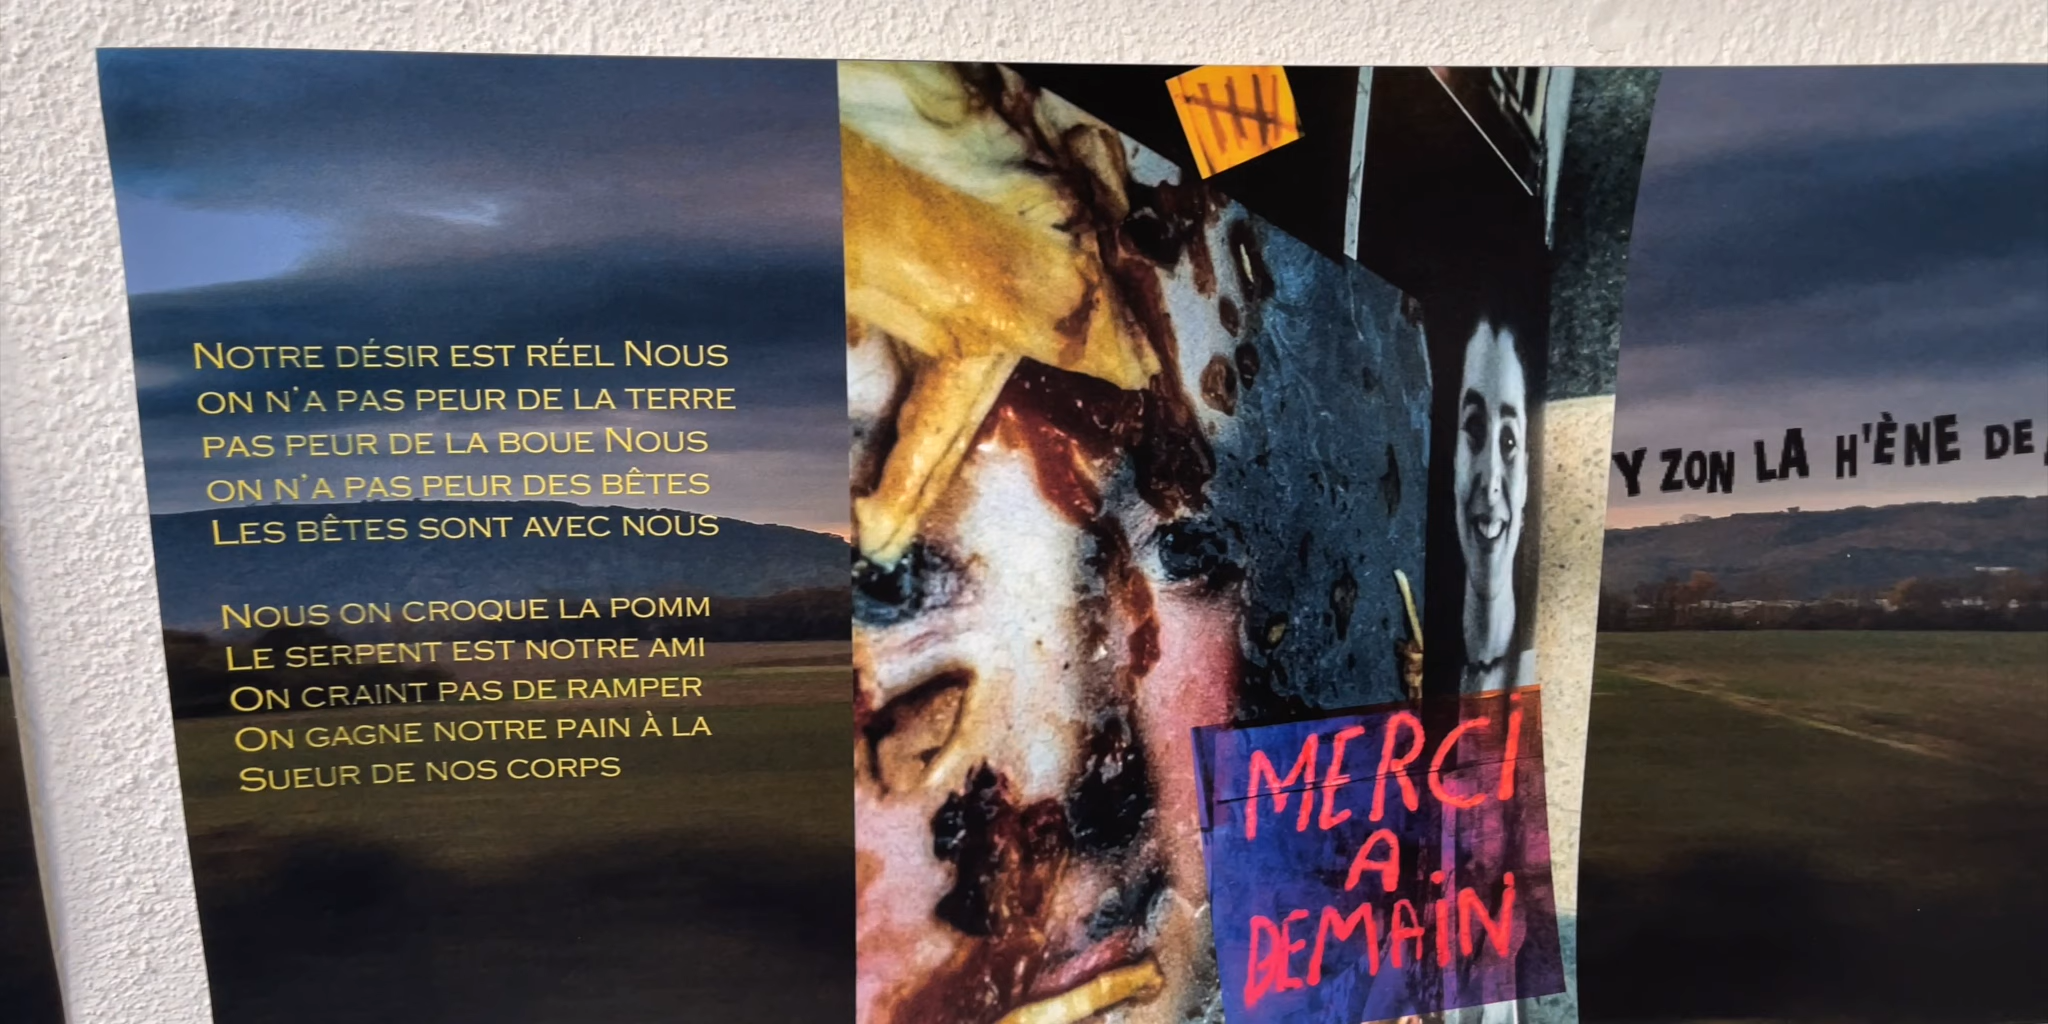 NOTRE DÉSIR EST RÉEL NOUS
ON N'A PAS PEUR DE LA TERRE
PAS PEUR DE LA BOUE NOUS
ON N'A PAS PEUR DES BÊTES
LES BÊTES SONT AVEC NOUS
NOUS ON CROQUE LA POMM
LE SERPENT EST NOTRE AMI
ON CRAINT PAS DE RAMPER
ON GAGNE NOTRE PAIN À LA
SUEUR DE NOS CORPS
MERCI
A
DEMAIN
Y ZON LA H'ÈNE DE